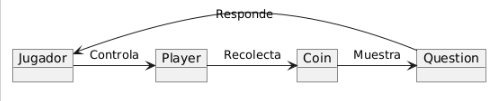 Responde
Jugador
Controla
Player
Recolecta
Coin
Muestra
Question